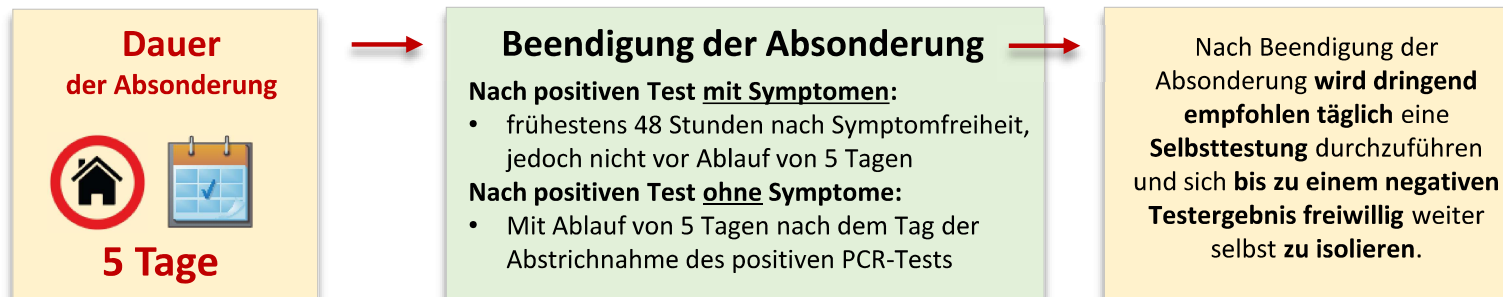 Dauer
der Absonderung
5 Tage
Beendigung der Absonderung
Nach positiven Test mit Symptomen:
• frühestens 48 Stunden nach Symptomfreiheit,
jedoch nicht vor Ablauf von 5 Tagen
Nach positiven Test ohne Symptome:
• Mit Ablauf von 5 Tagen nach dem Tag der
Abstrichnahme des positiven PCR-Tests
Nach Beendigung der
Absonderung wird dringend
empfohlen täglich eine
Selbsttestung durchzuführen
und sich bis zu einem negativen
Testergebnis freiwillig weiter
selbst zu isolieren.